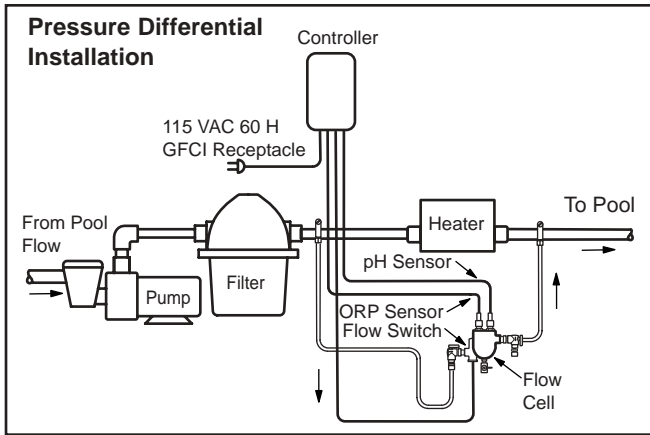 Pressure Differential
Installation
Controller
115 VAC 60 H
GFCI Receptacle
From Pool
Flow
Pump
Filter
Heater
To Pool
pH Sensor
ORP Sensor
Flow Switch
Flow
Cell